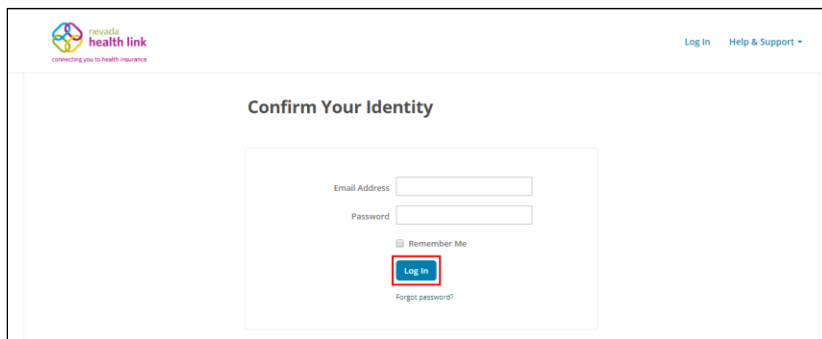 nevada
health link
connecting you to health insurance
Log In Help & Support
Confirm Your Identity
Email Address
Password
Remember Me
Log In
Forgot password?